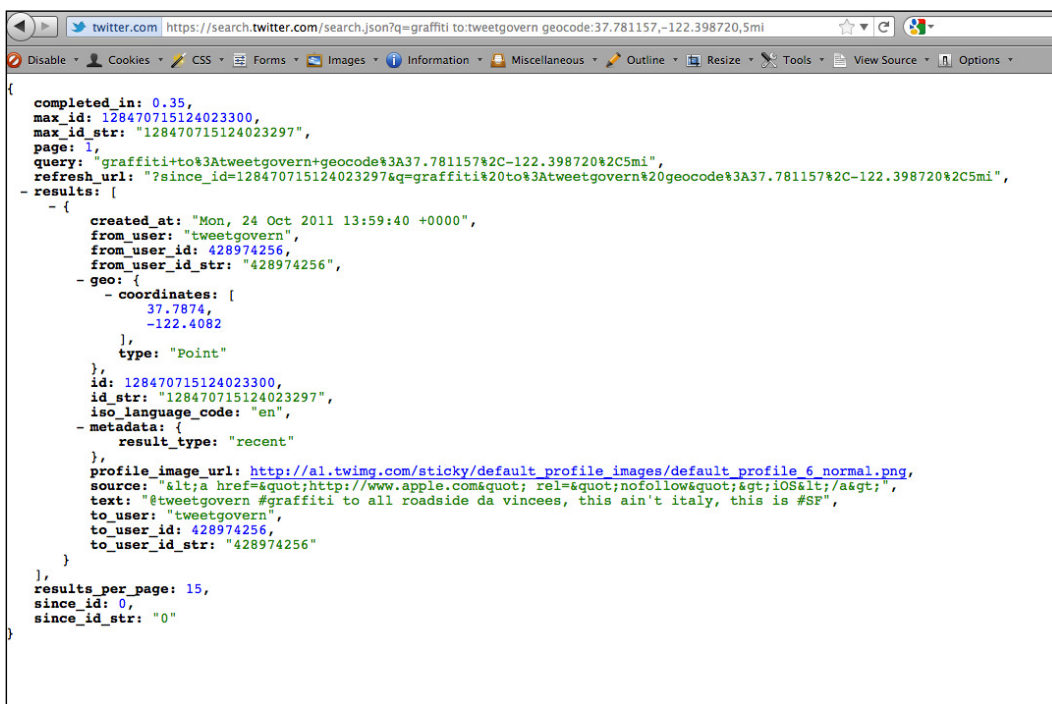 twitter.com https://search.twitter.com/search.json?q=graffiti to:tweetgovern geocode:37.781157,-122.398720,5mi
Disable Cookies CSS Forms Images Information Miscellaneous Outline Resize Tools View Source Options
{
completed_in: 0.35,
max_id: 128470715124023300,
max_id_str: "128470715124023297",
page: 1,
query: "graffiti+to%3Atweetgovern+geocode%3A37.781157%2C-122.398720%2C5mi",
refresh_url: "?since_id=128470715124023297&q=graffiti%20to%3Atweetgovern%20geocode%3A37.781157%2C-122.398720%2C5mi",
- results: [
- {
created_at: "Mon, 24 Oct 2011 13:59:40 +0000",
from_user: "tweetgovern",
from_user_id: 428974256,
from_user_id_str: "428974256",
- geo: {
- coordinates: [
37.7874,
-122.4082
],
type: "Point"
},
id: 128470715124023300,
id_str: "128470715124023297",
iso_language_code: "en",
- metadata: {
result_type: "recent"
},
profile_image_url: http://a1.twimg.com/sticky/default_profile_images/default_profile_6_normal.png,
source: "&lt;a href=&quot;http://www.apple.com&quot; rel=&quot;nofollow&quot;&gt;iOS&lt;/a&gt;",
text: "@tweetgovern #graffiti to all roadside da vincees, this ain't italy, this is #SF",
to_user: "tweetgovern",
to_user_id: 428974256,
to_user_id_str: "428974256"
}
],
results_per_page: 15,
since_id: 0,
since_id_str: "0"
}